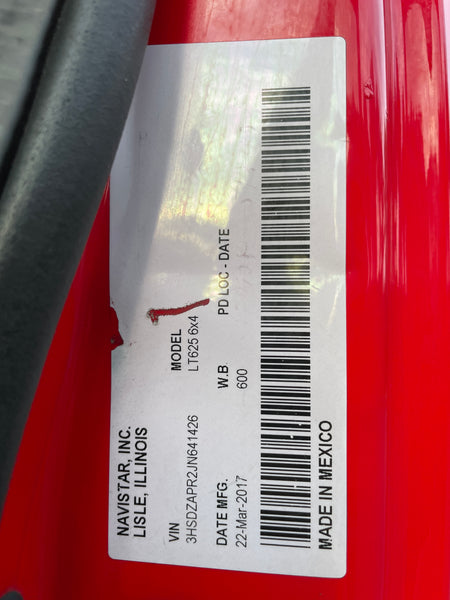 NAVISTAR, INC.
LISLE, ILLINOIS
VIN MODEL
3HSDZAPR2JN641426 LT625 6x4
DATE MFG. W.B. PD LOC - DATE
22-Mar-2017 600
MADE IN MEXICO